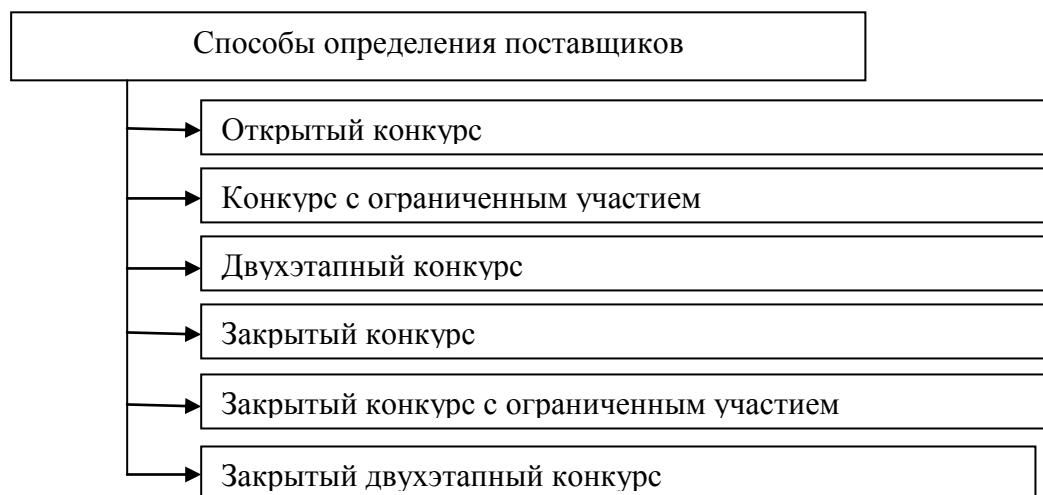 Способы определения поставщиков
Открытый конкурс
Конкурс с ограниченным участием
Двухэтапный конкурс
Закрытый конкурс
Закрытый конкурс с ограниченным участием
Закрытый двухэтапный конкурс